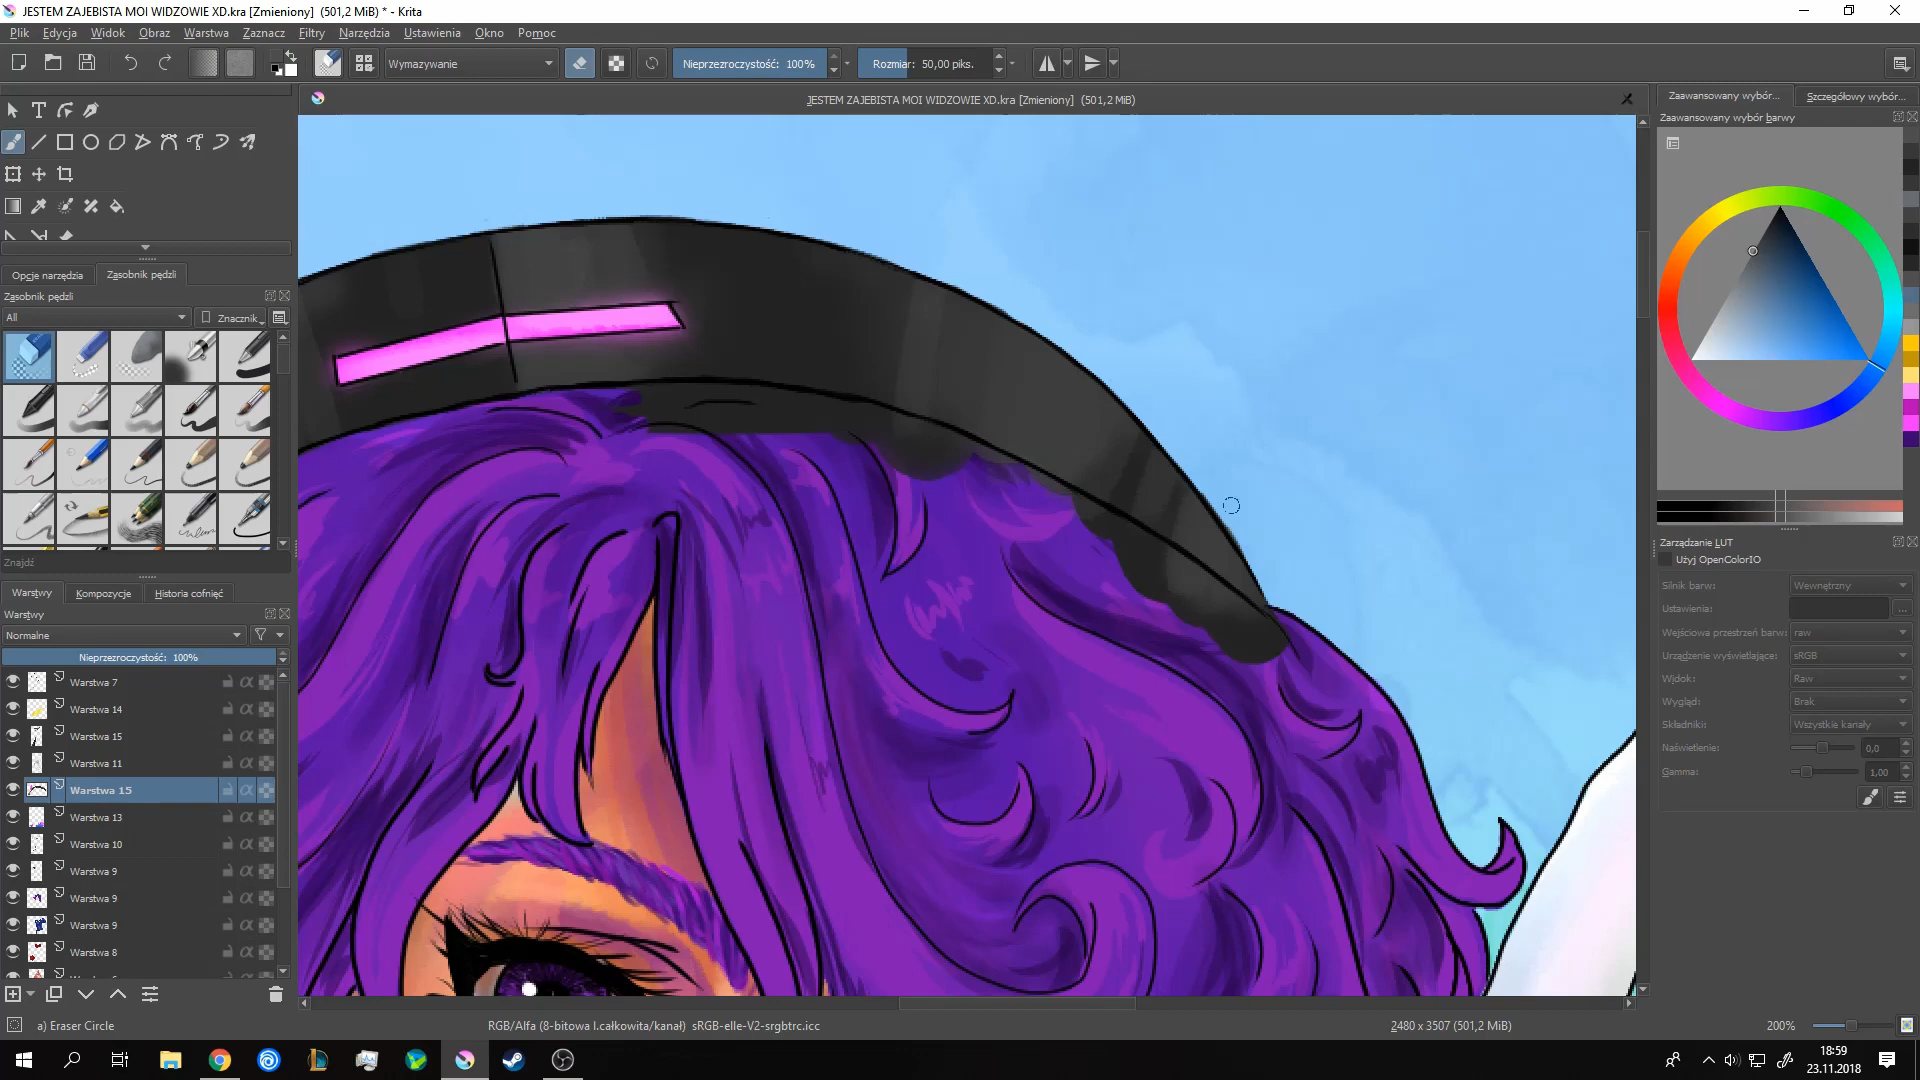 JESTEM ZAJEBISTA MOI WIDZOWIE XD.kra [Zmieniony]  (501,2 MiB) * - Krita
Plik Edycja Widok Obraz Warstwa Zaznacz Filtry Narzędzia Ustawienia Okno Pomoc
Wymazywanie Nieprzezroczystość: 100% Rozmiar: 50,00 piks.
JESTEM ZAJEBISTA MOI WIDZOWIE XD.kra [Zmieniony]  (501,2 MiB)
Opcje narzędzia Zasobnik pędzli
Zasobnik pędzli
All Znacznik
Znajdź
Warstwy Kompozycje Historia cofnięć
Warstwy
Normalne
Nieprzezroczystość: 100%
Warstwa 7
Warstwa 14
Warstwa 15
Warstwa 11
Warstwa 15
Warstwa 13
Warstwa 10
Warstwa 9
Warstwa 9
Warstwa 9
Warstwa 8
Zaawansowany wybór... Szczegółowy wybór...
Zaawansowany wybór barwy
Zarządzanie LUT
Użyj OpenColorIO
Silnik barw: Wewnętrzny
Ustawienia: ...
Wejściowa przestrzeń barw: raw
Urządzenie wyświetlające: sRGB
Widok: Raw
Wygląd: Brak
Składniki: Wszystkie kanały
Naświetlenie: 0,0
Gamma: 1,00
a) Eraser Circle RGB/Alfa (8-bitowa l.całkowita/kanał)  sRGB-elle-V2-srgbtrc.icc 2480 x 3507 (501,2 MiB) 200%
18:59
23.11.2018